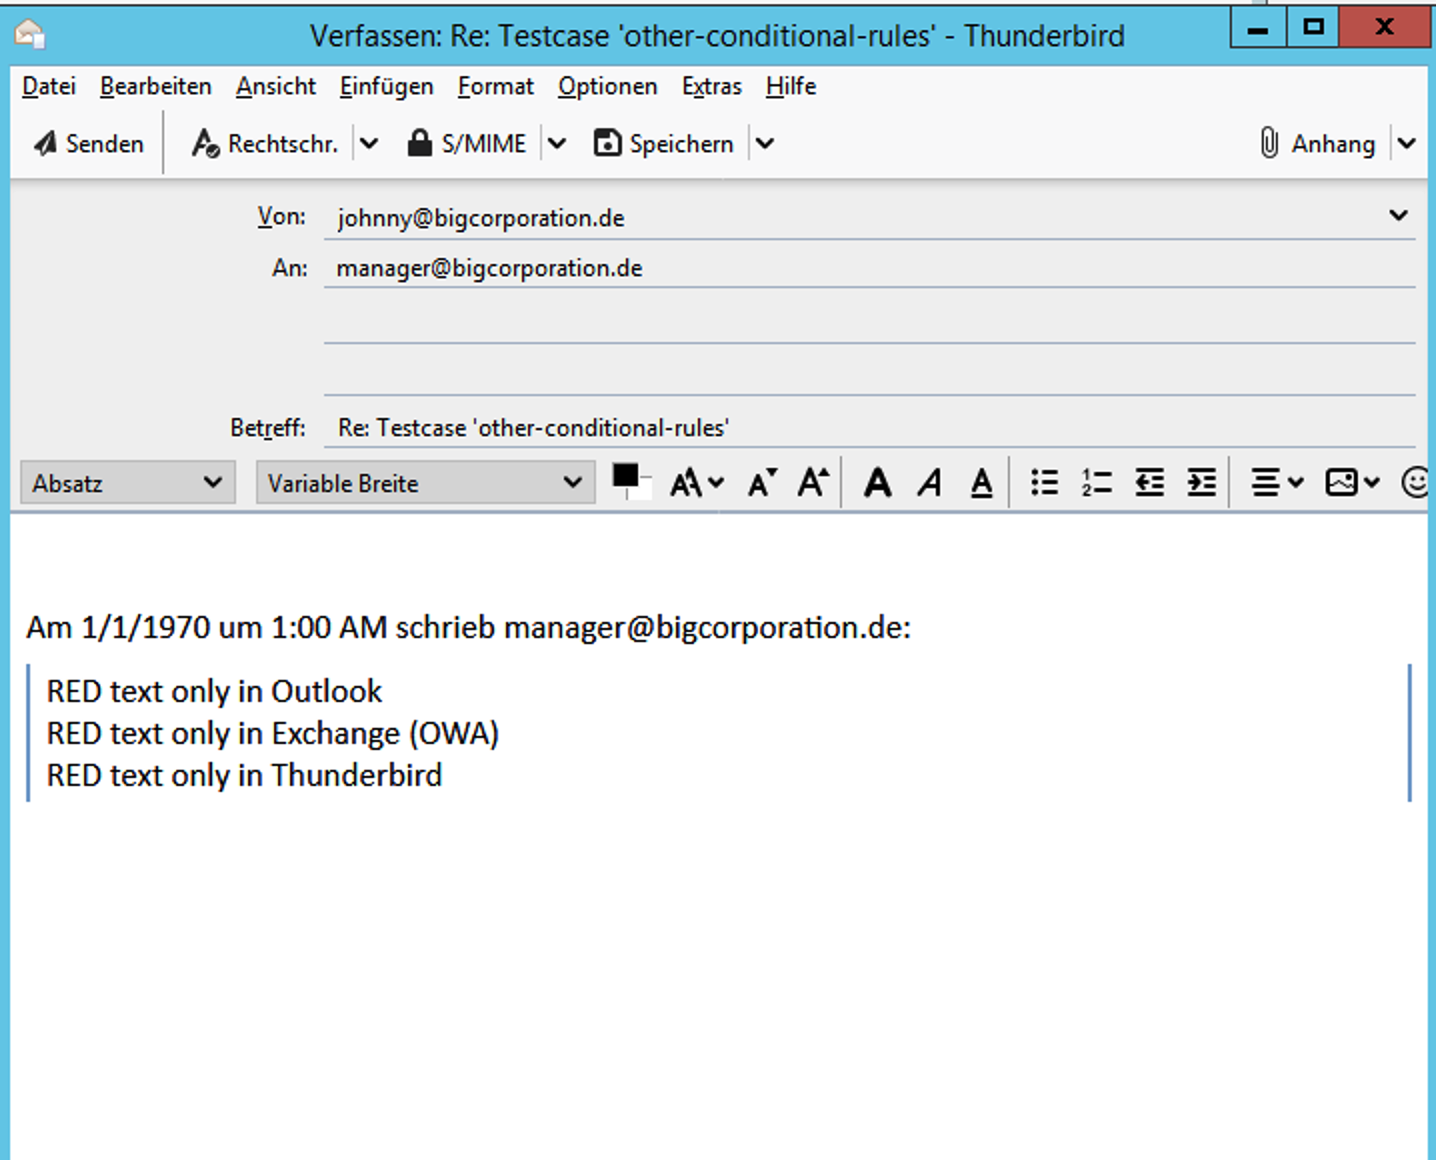 Verfassen: Re: Testcase 'other-conditional-rules' - Thunderbird
Datei Bearbeiten Ansicht Einfügen Format Optionen Extras Hilfe
Senden Rechtschr. S/MIME Speichern Anhang
Von: johnny@bigcorporation.de
An: manager@bigcorporation.de
Betreff: Re: Testcase 'other-conditional-rules'
Absatz Variable Breite
Am 1/1/1970 um 1:00 AM schrieb manager@bigcorporation.de:
RED text only in Outlook
RED text only in Exchange (OWA)
RED text only in Thunderbird